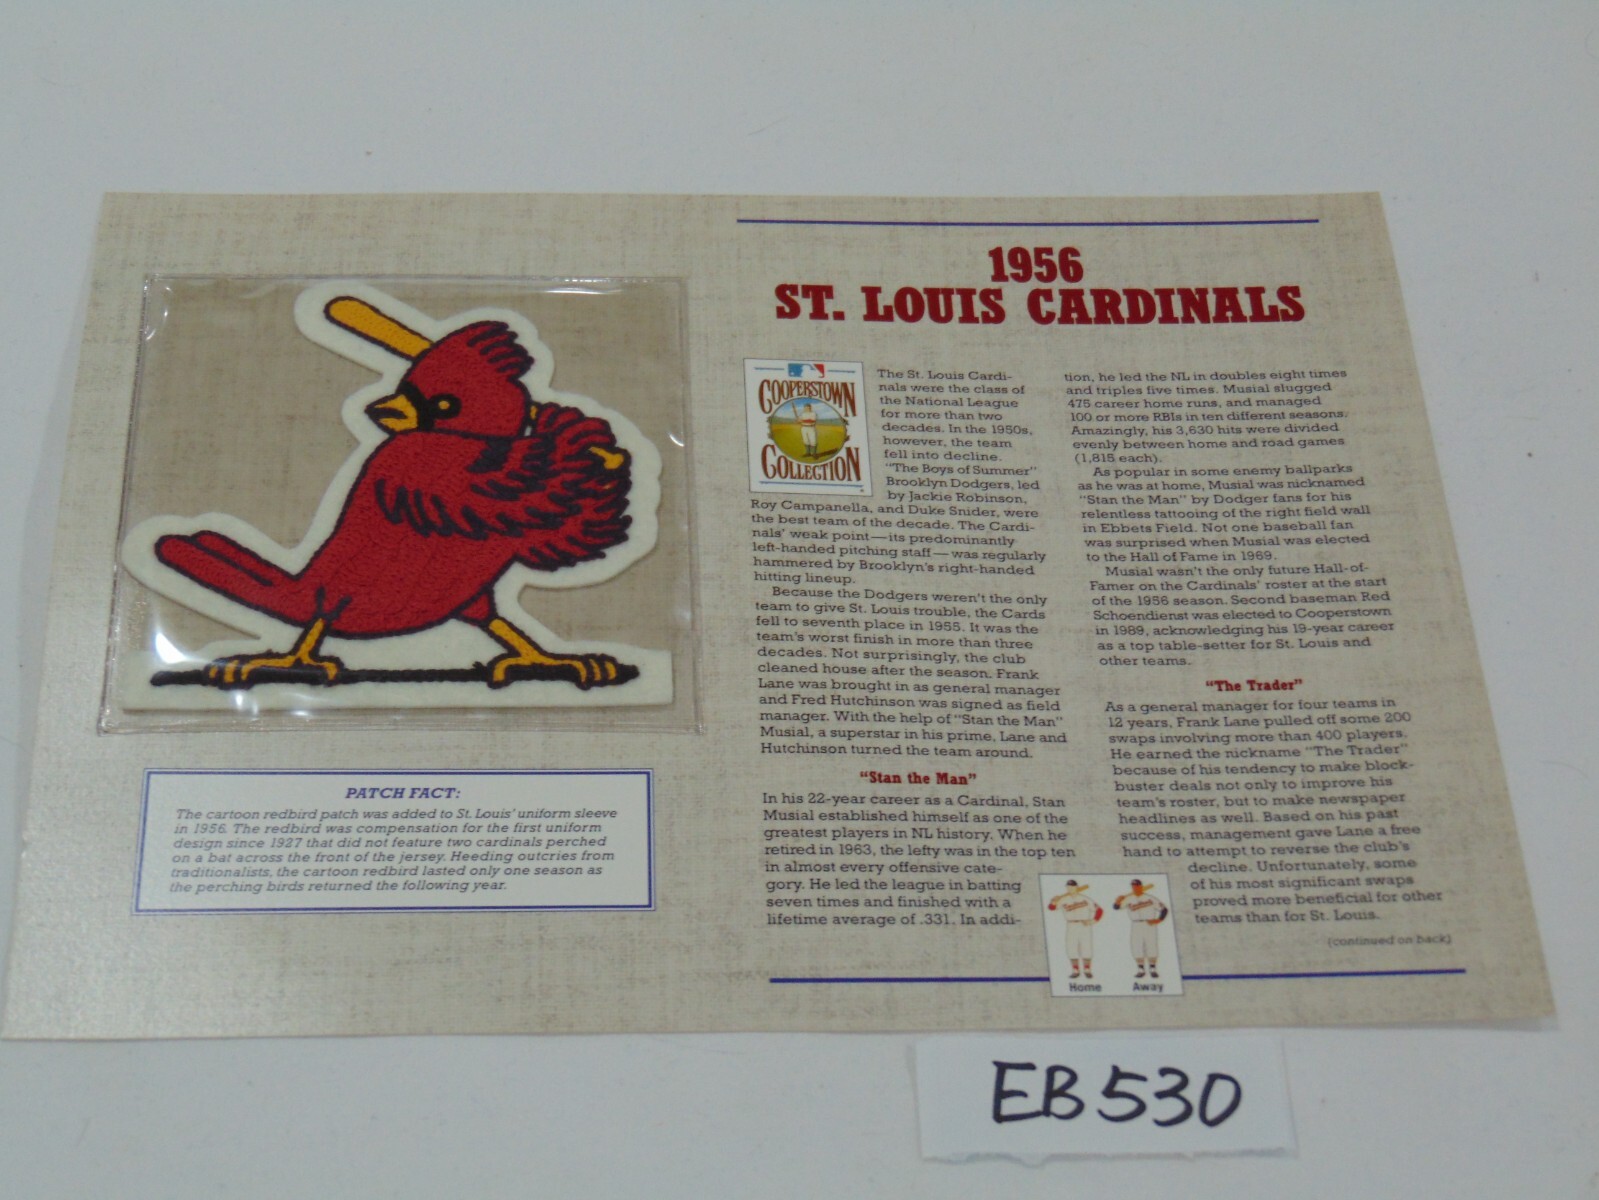 1956
ST. LOUIS CARDINALS
COOPERSTOWN
COLLECTION
The St. Louis Cardi-
nals were the class of
the National League
for more than two
decades. In the 1950s,
however, the team
fell into decline.
"The Boys of Summer"
Brooklyn Dodgers, led
by Jackie Robinson,
Roy Campanella, and Duke Snider, were
the best team of the decade. The Cardi-
nals' weak point—its predominantly
left-handed pitching staff—was regularly
hammered by Brooklyn's right-handed
hitting lineup.
Because the Dodgers weren't the only
team to give St. Louis trouble, the Cards
fell to seventh place in 1955. It was the
team's worst finish in more than three
decades. Not surprisingly, the club
cleaned house after the season. Frank
Lane was brought in as general manager
and Fred Hutchinson was signed as field
manager. With the help of "Stan the Man"
Musial, a superstar in his prime, Lane and
Hutchinson turned the team around.
"Stan the Man"
In his 22-year career as a Cardinal, Stan
Musial established himself as one of the
greatest players in NL history. When he
retired in 1963, the lefty was in the top ten
in almost every offensive cate-
gory. He led the league in batting
seven times and finished with a
lifetime average of .331. In addi-
tion, he led the NL in doubles eight times
and triples five times. Musial slugged
475 career home runs, and managed
100 or more RBIs in ten different seasons.
Amazingly, his 3,630 hits were divided
evenly between home and road games
(1,815 each).
As popular in some enemy ballparks
as he was at home, Musial was nicknamed
"Stan the Man" by Dodger fans for his
relentless tattooing of the right field wall
in Ebbets Field. Not one baseball fan
was surprised when Musial was elected
to the Hall of Fame in 1969.
Musial wasn't the only future Hall-of-
Famer on the Cardinals' roster at the start
of the 1956 season. Second baseman Red
Schoendienst was elected to Cooperstown
in 1989, acknowledging his 19-year career
as a top table-setter for St. Louis and
other teams.
"The Trader"
As a general manager for four teams in
12 years, Frank Lane pulled off some 200
swaps involving more than 400 players.
He earned the nickname "The Trader"
because of his tendency to make block-
buster deals not only to improve his
team's roster, but to make newspaper
headlines as well. Based on his past
success, management gave Lane a free
hand to attempt to reverse the club's
decline. Unfortunately, some
of his most significant swaps
proved more beneficial for other
teams than for St. Louis.
(continued on back)
Home Away
PATCH FACT:
The cartoon redbird patch was added to St. Louis' uniform sleeve
in 1956. The redbird was compensation for the first uniform
design since 1927 that did not feature two cardinals perched
on a bat across the front of the jersey. Heeding outcries from
traditionalists, the cartoon redbird lasted only one season as
the perching birds returned the following year.
EB530